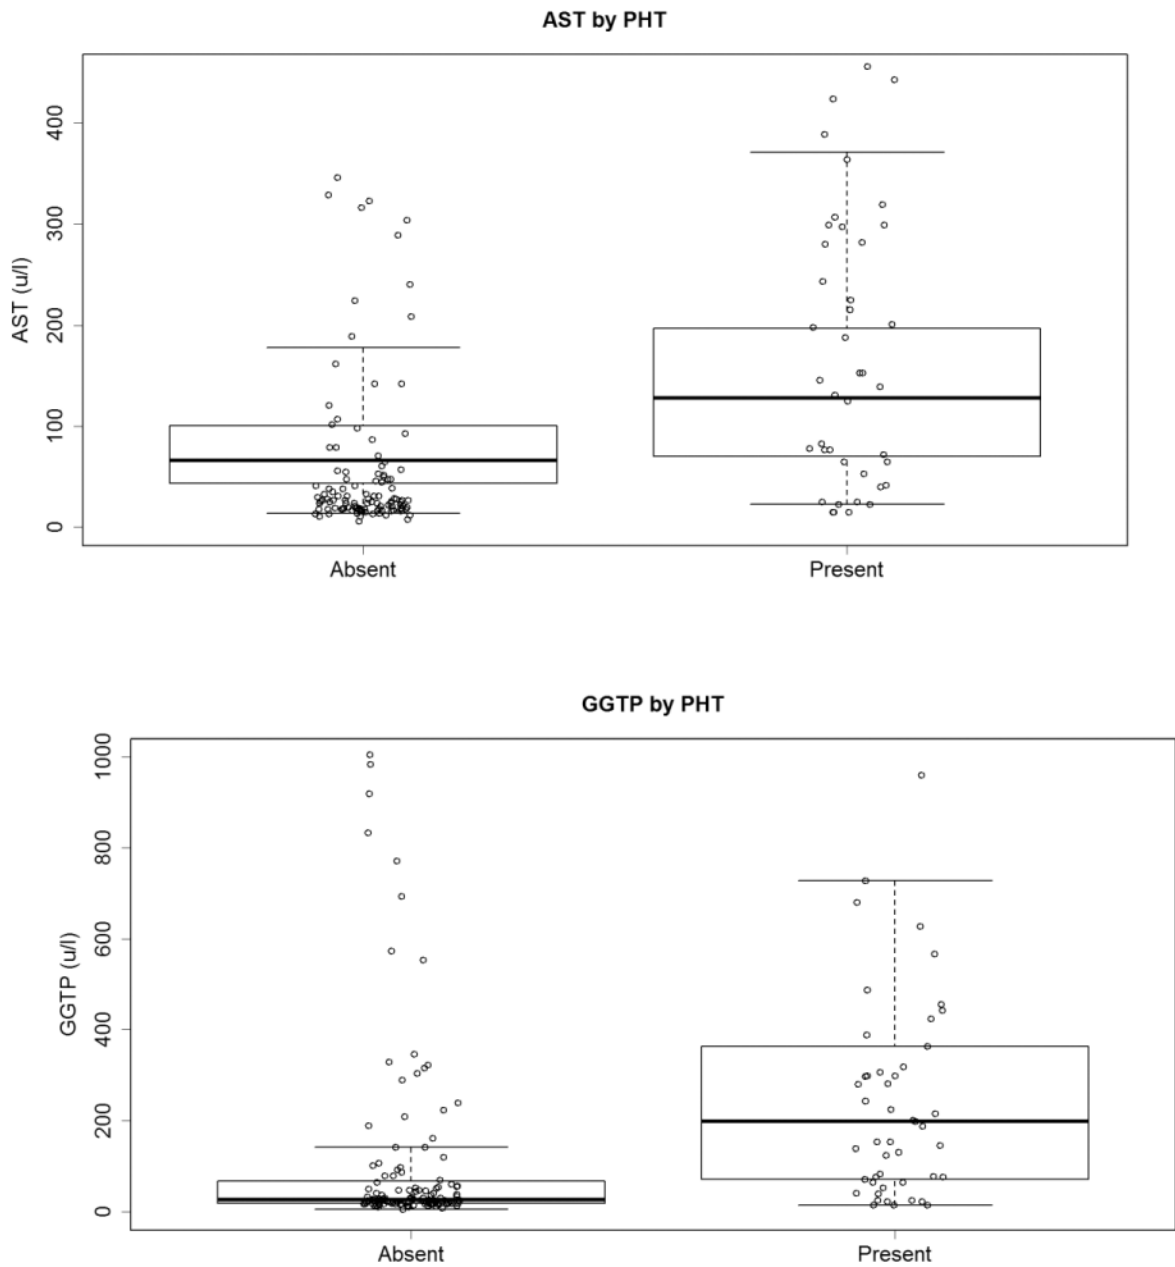 AST by PHT
400
300
200
100
0
AST (u/l)
Absent Present
GGTP by PHT
1000
800
600
400
200
0
GGTP (u/l)
Absent Present